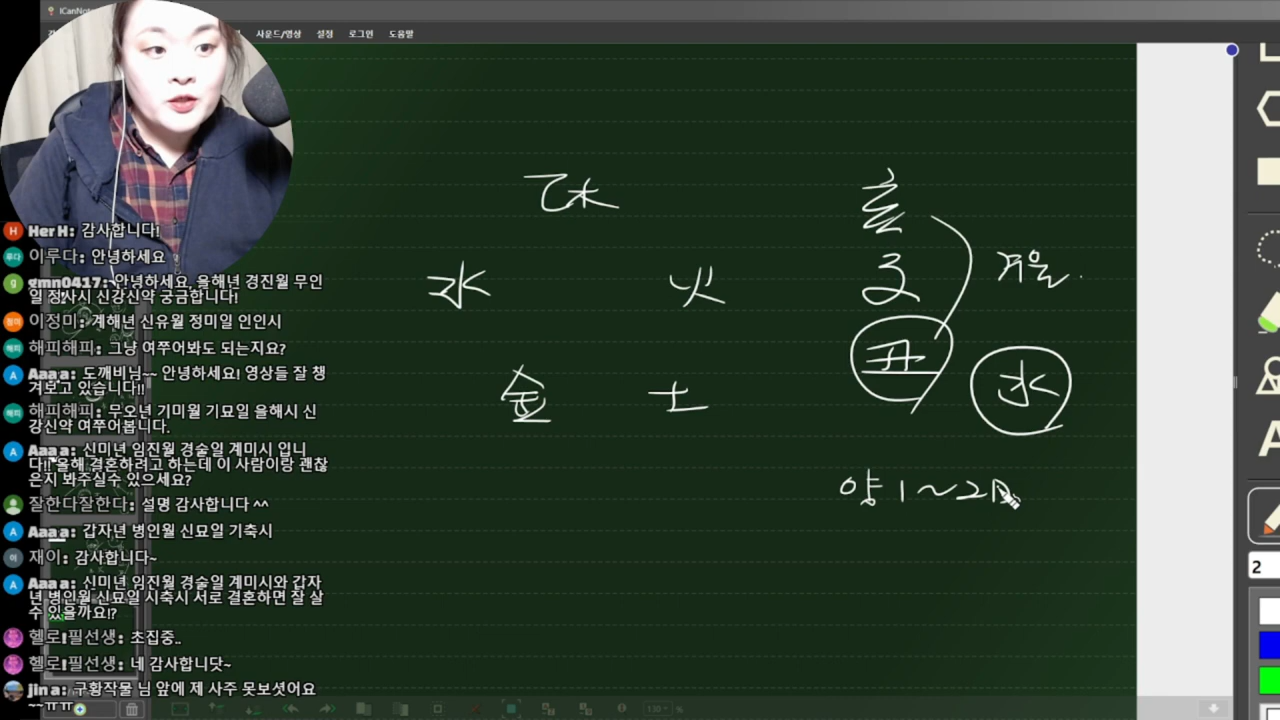 ICanNote
사운드/영상 설정 로그인 도움말
乙木
水 火
金 土
亥
子
丑
겨울
水
양 1~2
Her H: 감사합니다!
이루다: 안녕하세요
gmn0417: 안녕하세요, 올해년 경진월 무인
일 정사시 신강신약 궁금합니다!
이정미: 계해년 신유월 정미일 인인시
해피해피: 그냥 여쭈어봐도 되는지요?
Aaa a: 도깨비님~~ 안녕하세요! 영상들 잘 챙
겨보고 있습니다!!
해피해피: 무오년 기미월 기묘일 을해시 신
강신약 여쭈어봅니다.
Aaa a: 신미년 임진월 경술일 계미시 입니
다!! 올해 결혼하려고 하는데 이 사람이랑 괜찮
은지 봐주실수 있으세요?
잘한다잘한다: 설명 감사합니다 ^^
Aaa a: 갑자년 병인월 신묘일 기축시
재이: 감사합니다~
Aaa a: 신미년 임진월 경술일 계미시와 갑자
년 병인월 신묘일 시축시 서로 결혼하면 잘 살
수 있을까요!?
헬로!필선생: 초집중..
헬로!필선생: 네 감사합니닷~
Jin a: 구황작물 님 앞에 제 사주 못보셧어요
~~ㅠㅠ
130 %
A
2